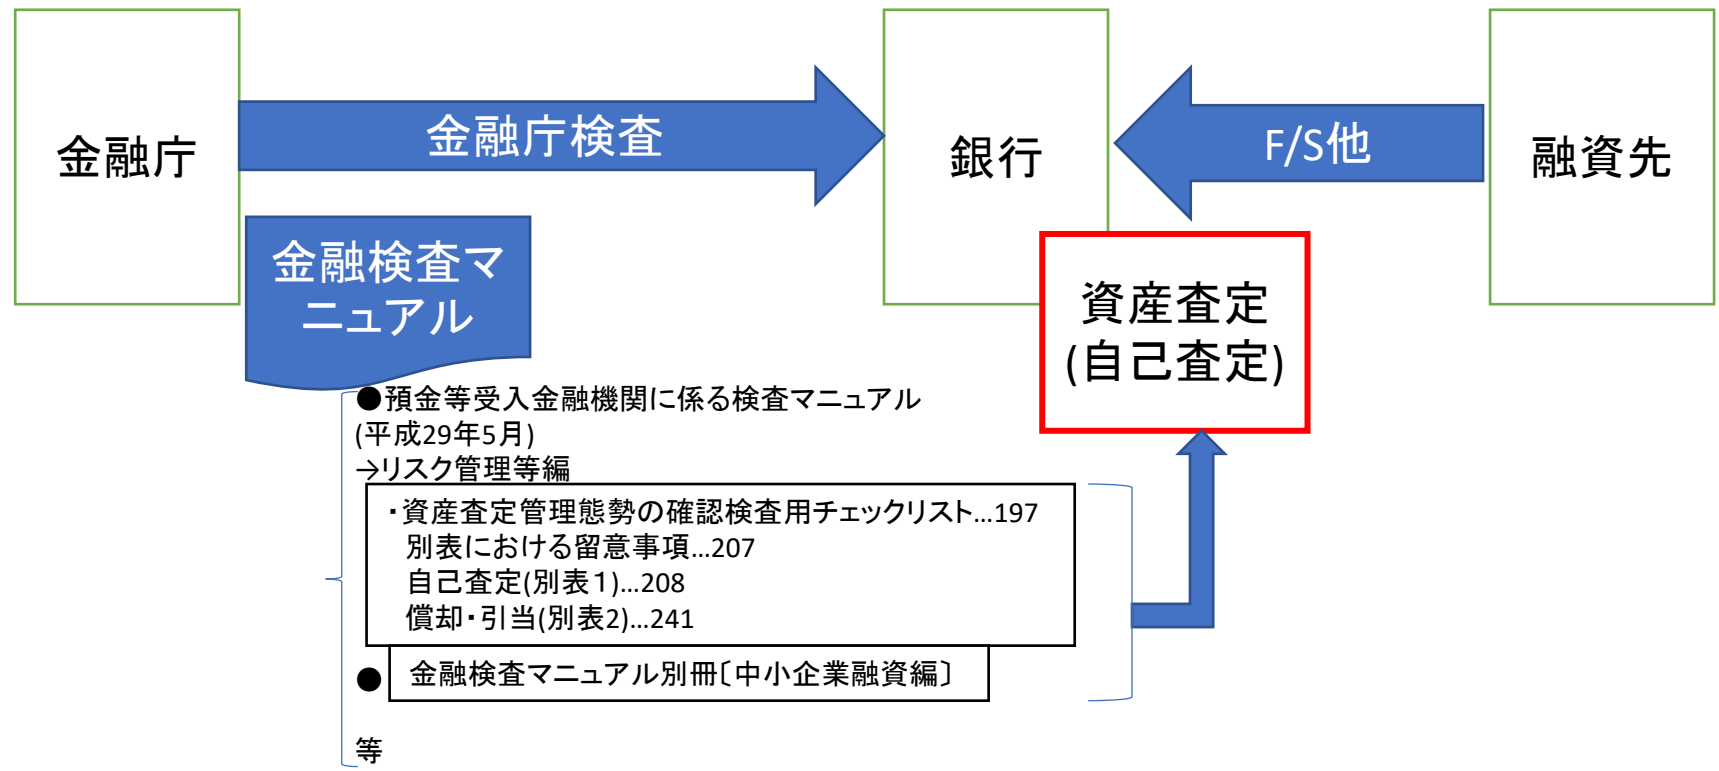 金融庁
金融庁検査
銀行
F/S他
融資先
金融検査マ
ニュアル
資産査定
(自己査定)
●預金等受入金融機関に係る検査マニュアル
(平成29年5月)
→リスク管理等編
・資産査定管理態勢の確認検査用チェックリスト…197
別表における留意事項…207
自己査定(別表１)…208
償却・引当(別表2)…241
● 金融検査マニュアル別冊〔中小企業融資編〕
等